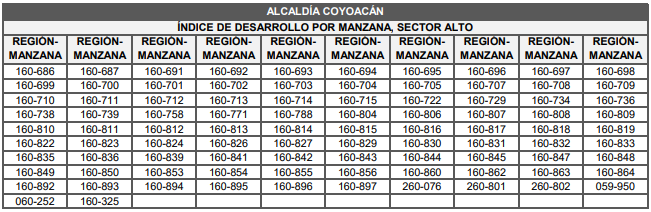 ALCALDÍA COYOACÁN
ÍNDICE DE DESARROLLO POR MANZANA, SECTOR ALTO
REGIÓN- REGIÓN- REGIÓN- REGIÓN- REGIÓN- REGIÓN- REGIÓN- REGIÓN- REGIÓN- REGIÓN-
MANZANA MANZANA MANZANA MANZANA MANZANA MANZANA MANZANA MANZANA MANZANA MANZANA
160-686 160-687 160-691 160-692 160-693 160-694 160-695 160-696 160-697 160-698
160-699 160-700 160-701 160-702 160-703 160-704 160-705 160-707 160-708 160-709
160-710 160-711 160-712 160-713 160-714 160-715 160-722 160-729 160-734 160-736
160-738 160-739 160-758 160-771 160-788 160-804 160-806 160-807 160-808 160-809
160-810 160-811 160-812 160-813 160-814 160-815 160-816 160-817 160-818 160-819
160-822 160-823 160-824 160-826 160-827 160-829 160-830 160-831 160-832 160-833
160-835 160-836 160-839 160-841 160-842 160-843 160-844 160-845 160-847 160-848
160-849 160-850 160-853 160-854 160-855 160-856 160-860 160-862 160-863 160-864
160-892 160-893 160-894 160-895 160-896 160-897 260-076 260-801 260-802 059-950
060-252 160-325